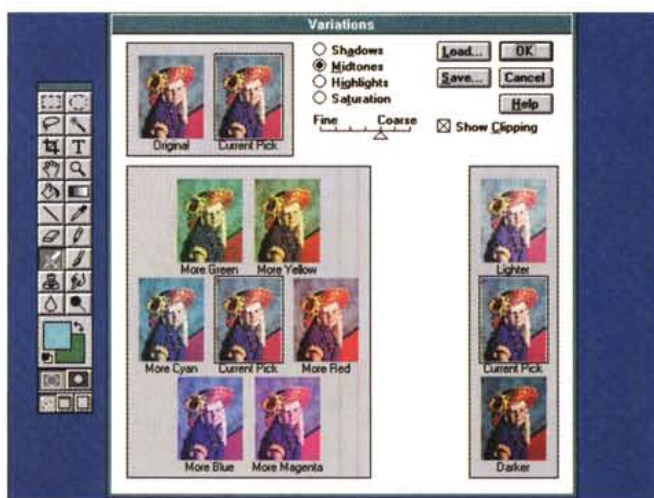 Variations
Original
Current Pick
Shadows
Midtones
Highlights
Saturation
Fine
Coarse
Load...
OK
Save...
Cancel
Help
Show Clipping
T
More Green
More Yellow
More Cyan
Current Pick
More Red
More Blue
More Magenta
Lighter
Current Pick
Darker